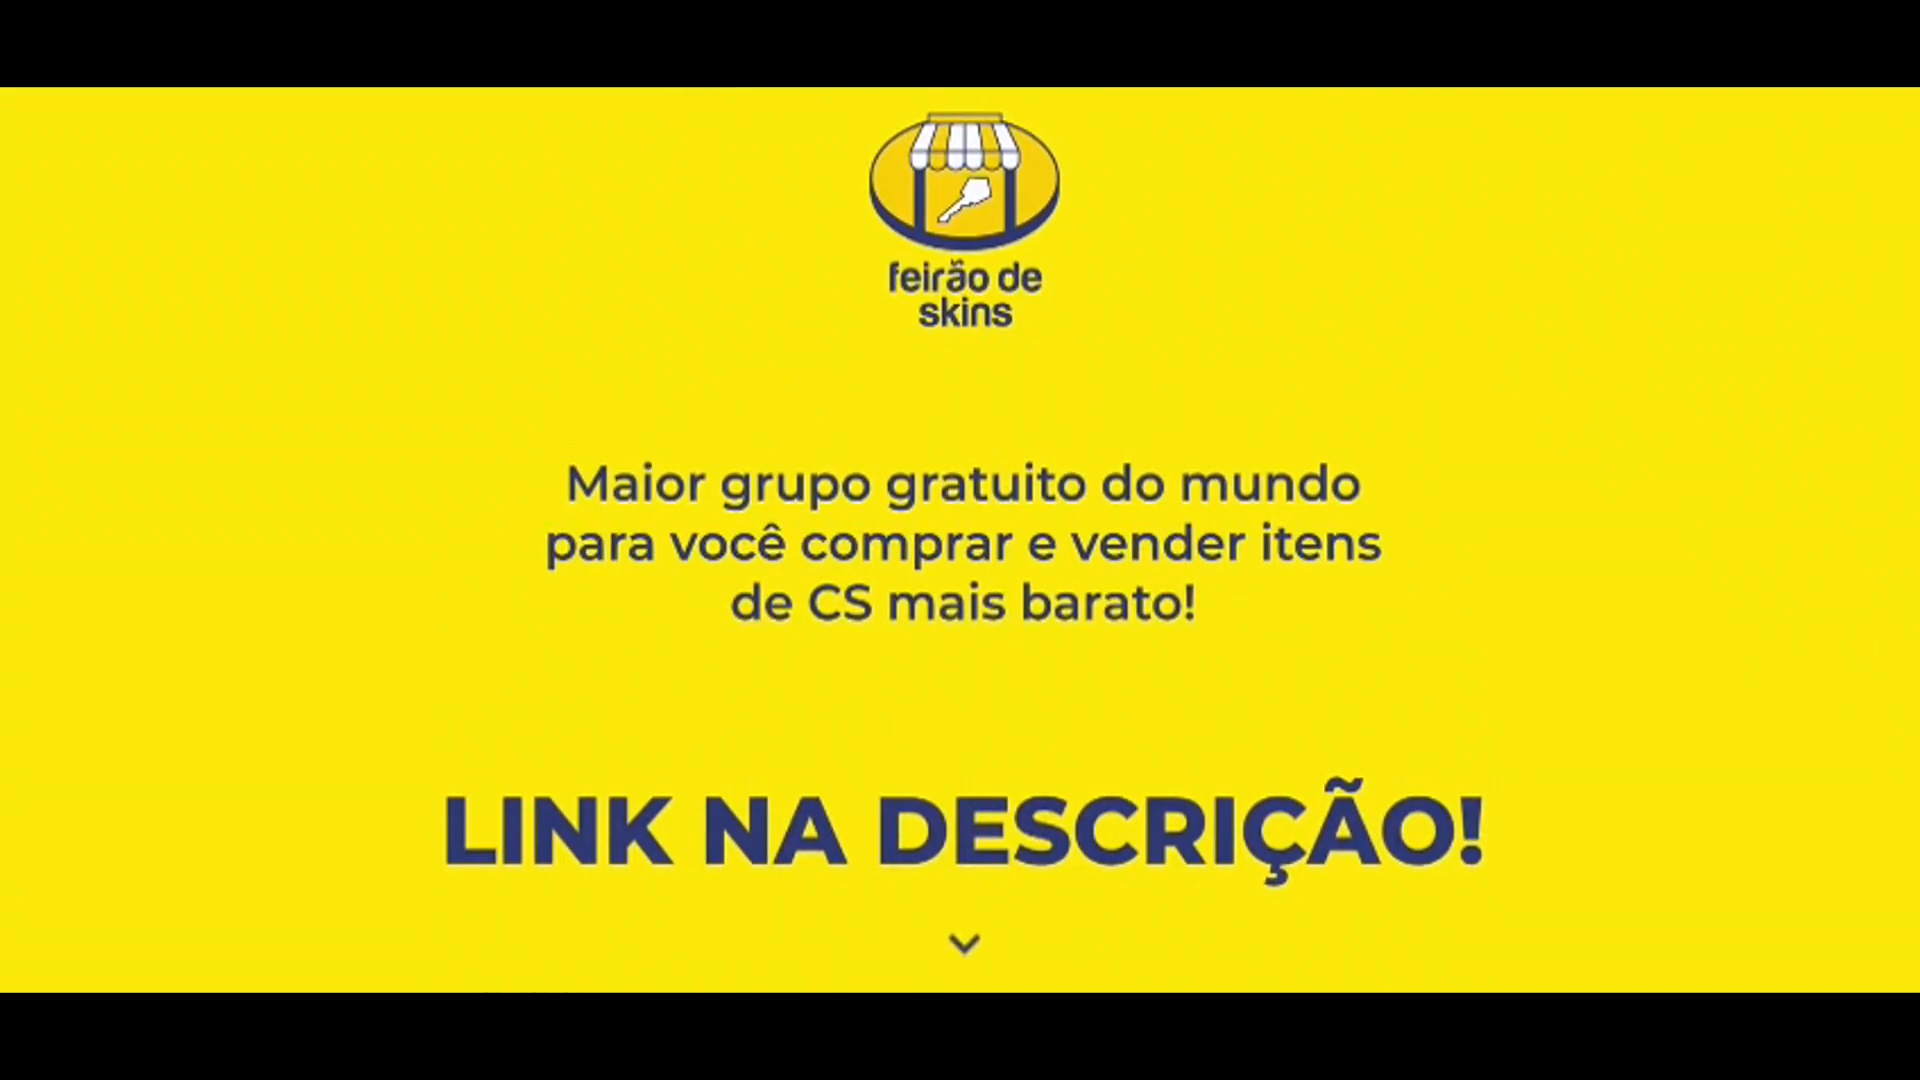 feirão de
skins
Maior grupo gratuito do mundo
para você comprar e vender itens
de CS mais barato!
LINK NA DESCRIÇÃO!